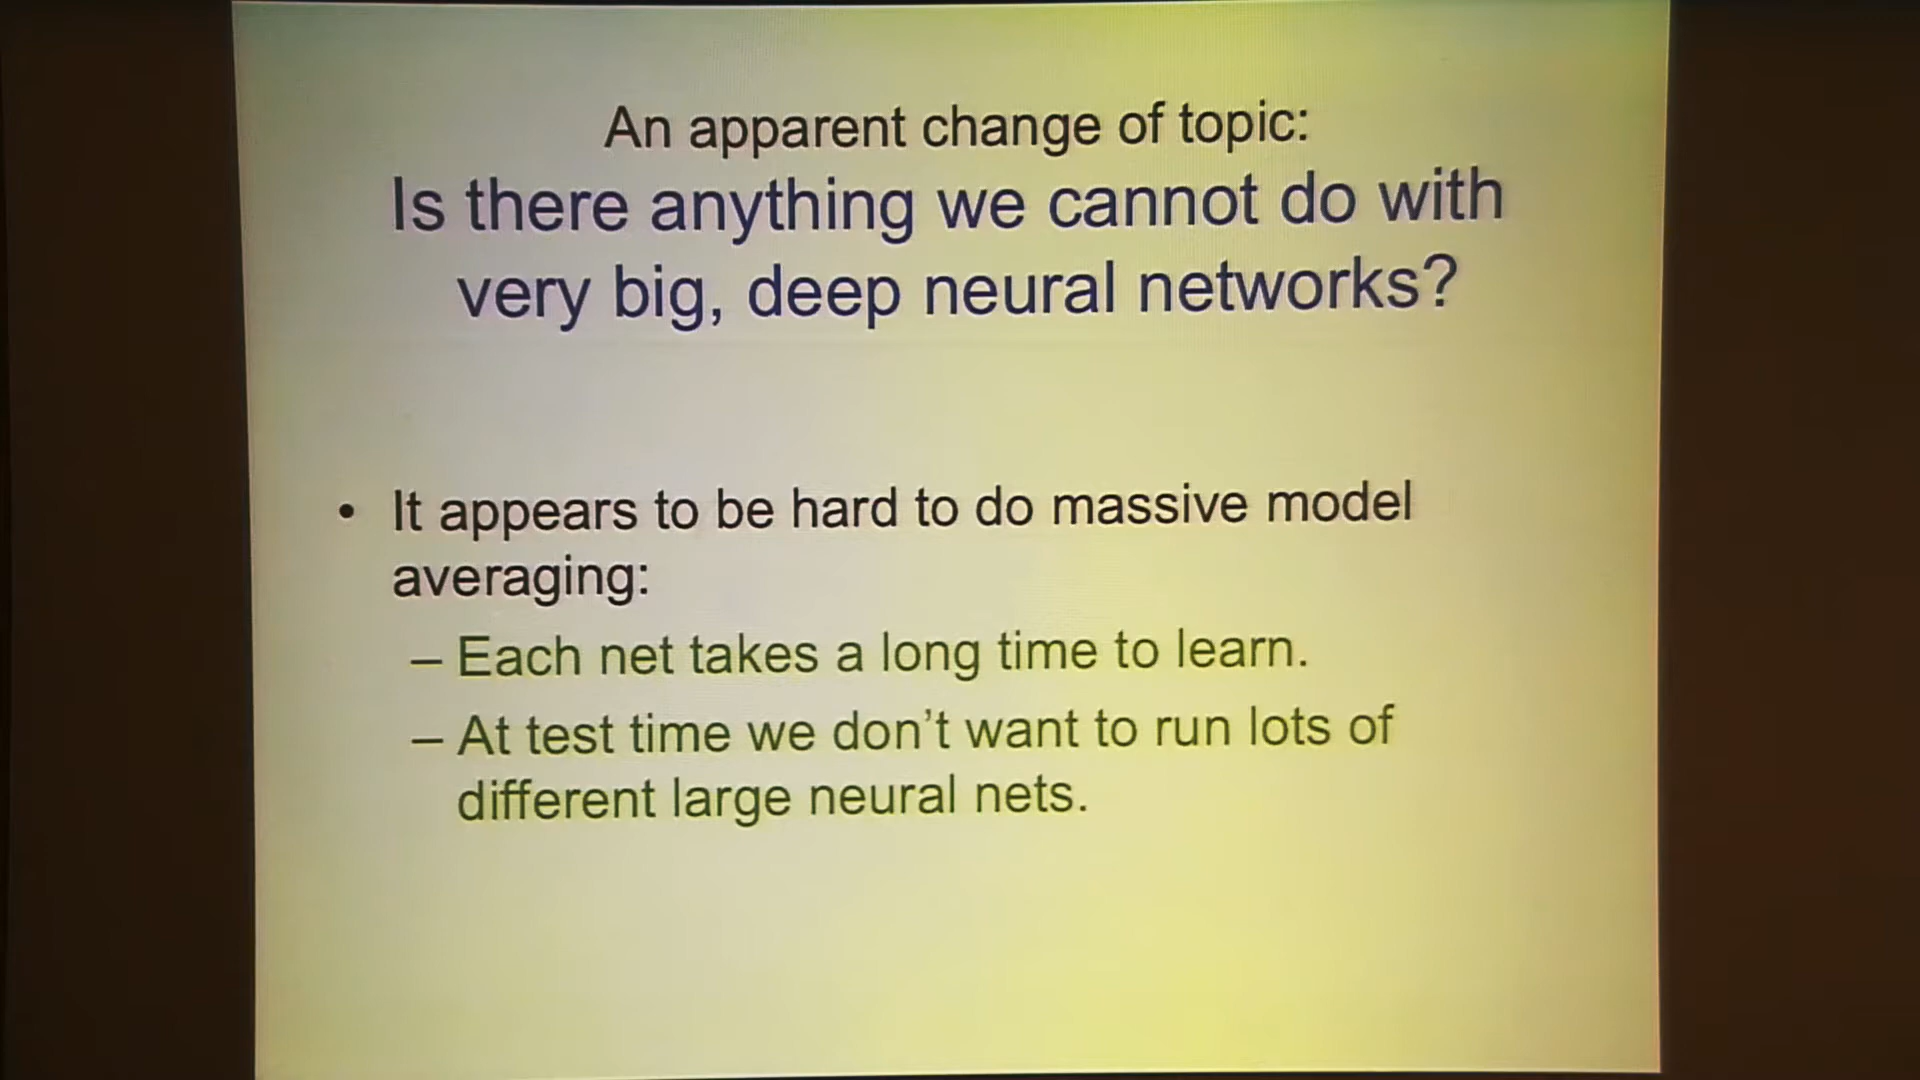 An apparent change of topic:
Is there anything we cannot do with
very big, deep neural networks?
• It appears to be hard to do massive model
averaging:
– Each net takes a long time to learn.
– At test time we don't want to run lots of
different large neural nets.